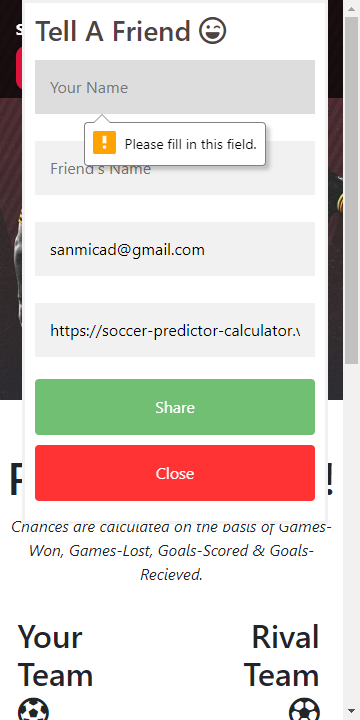 Tell A Friend
Your Name
Please fill in this field.
Friend's Name
sanmicad@gmail.com
https://soccer-predictor-calculator.v
Share
Close
Chances are calculated on the basis of Games-
Won, Games-Lost, Goals-Scored & Goals-
Recieved.
Your Rival
Team Team